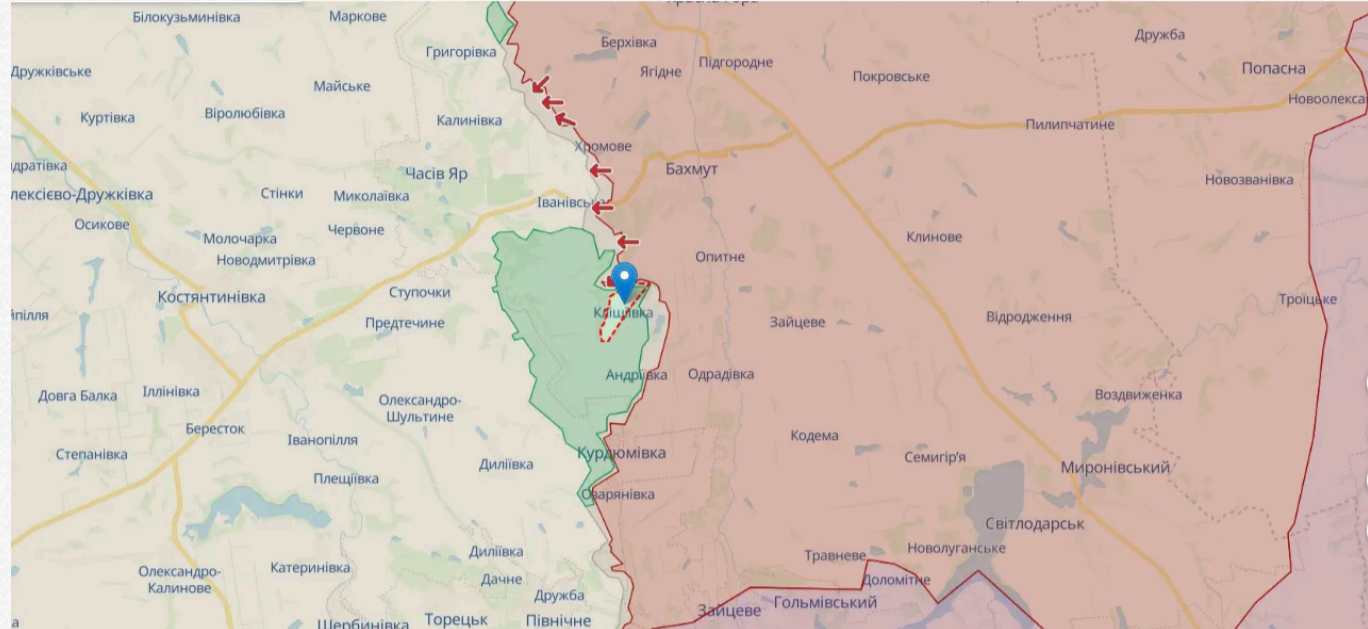 Білокузьминівка
Маркове
Григорівка
Берхівка
Підгородне
Дружба
Дружківське
Ягідне
Покровське
Попасна
Майське
Новоолекса
Куртівка
Віролюбівка
Калинівка
Пилипчатине
Хромове
Бахмут
Часів Яр
Новозванівка
лексієво-Дружківка
Стінки
Миколаївка
Іванівське
Осикове
Червоне
Молочарка
Клинове
Новодмитрівка
Опитне
Костянтинівка
Ступочки
Троїцьке
Кліщіївка
Предтечине
Зайцеве
Відродження
Андріївка
Одрадівка
Довга Балка
Іллінівка
Воздвиженка
Олександро-
Шультине
Бересток
Іванопілля
Кодема
Степанівка
Курдюмівка
Семигір'я
Диліївка
Миронівський
Плещіївка
Озарянівка
Світлодарськ
Диліївка
Травневе
Новолуганське
Олександро-
Калинове
Катеринівка
Дачне
Доломітне
Дружба
Гольмівський
Зайцеве
Щербинівка
Торецьк
Північне